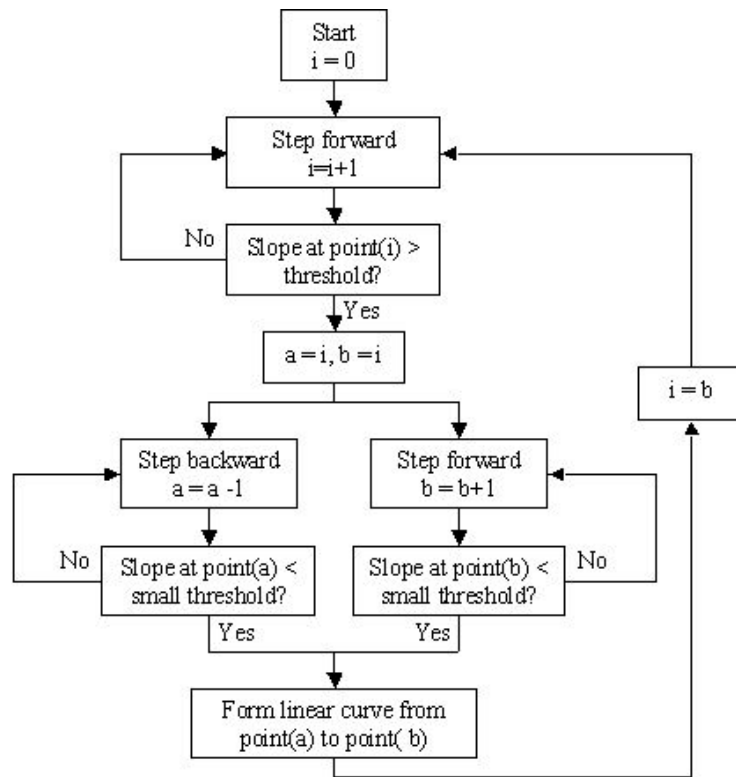 Start
i = 0
Step forward
i=i+1
No
Slope at point(i) >
threshold?
Yes
a = i, b = i
i = b
Step backward
a = a -1
Step forward
b = b+1
No
Slope at point(a) <
small threshold?
Slope at point(b) <
small threshold?
No
Yes
Yes
Form linear curve from
point(a) to point( b)